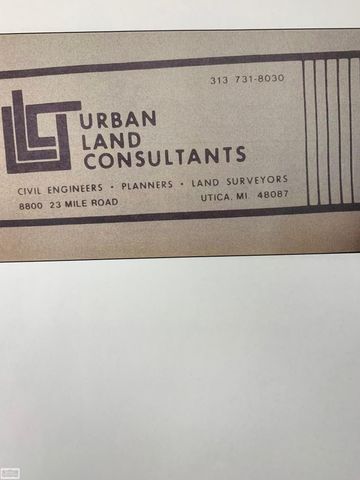 313 731-8030
URBAN
LAND
CONSULTANTS
CIVIL ENGINEERS • PLANNERS • LAND SURVEYORS
8800 23 MILE ROAD UTICA, MI. 48087